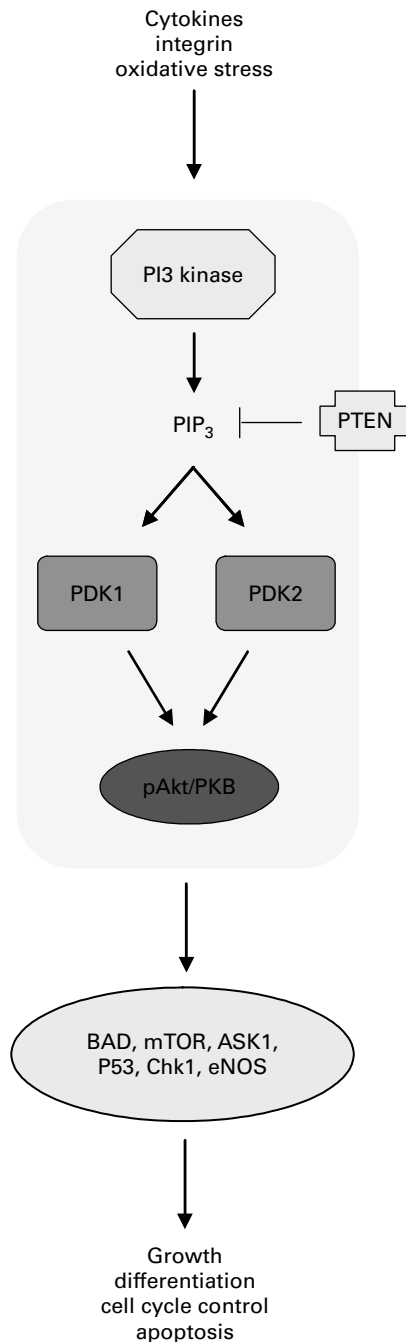 Cytokines
integrin
oxidative stress
PI3 kinase
PIP₃
PTEN
PDK1
PDK2
pAkt/PKB
BAD, mTOR, ASK1,
P53, Chk1, eNOS
Growth
differentiation
cell cycle control
apoptosis